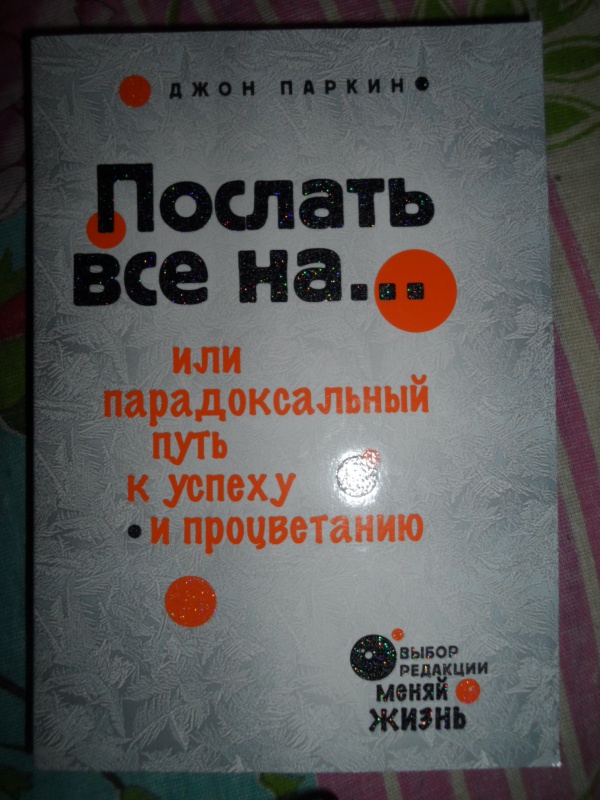 ДЖОН ПАРКИН
Послать
все на...
или
парадоксальный
путь
к успеху
и процветанию
ВЫБОР
РЕДАКЦИИ
МЕНЯЙ
ЖИЗНЬ